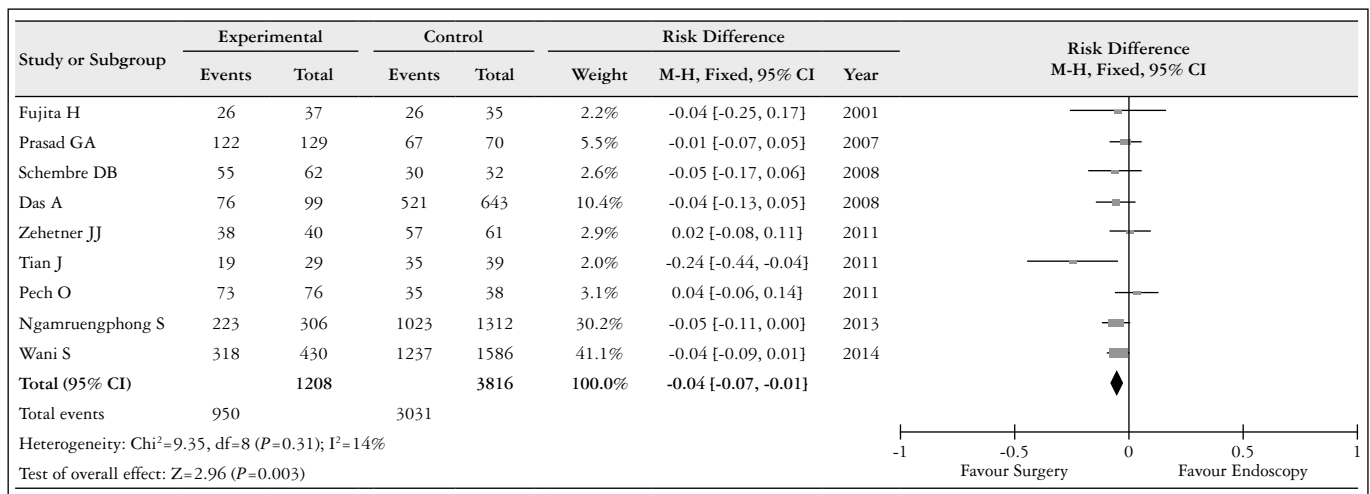 Experimental Control Risk Difference
Study or Subgroup Risk Difference
Events Total Events Total Weight M-H, Fixed, 95% CI Year M-H, Fixed, 95% CI
Fujita H 26 37 26 35 2.2% -0.04 [-0.25, 0.17] 2001
Prasad GA 122 129 67 70 5.5% -0.01 [-0.07, 0.05] 2007
Schembre DB 55 62 30 32 2.6% -0.05 [-0.17, 0.06] 2008
Das A 76 99 521 643 10.4% -0.04 [-0.13, 0.05] 2008
Zehetner JJ 38 40 57 61 2.9% 0.02 [-0.08, 0.11] 2011
Tian J 19 29 35 39 2.0% -0.24 [-0.44, -0.04] 2011
Pech O 73 76 35 38 3.1% 0.04 [-0.06, 0.14] 2011
Ngamruengphong S 223 306 1023 1312 30.2% -0.05 [-0.11, 0.00] 2013
Wani S 318 430 1237 1586 41.1% -0.04 [-0.09, 0.01] 2014
Total (95% CI) 1208 3816 100.0% -0.04 [-0.07, -0.01]
Total events 950 3031
Heterogeneity: Chi²=9.35, df=8 (P=0.31); I²=14%
-1 -0.5 0 0.5 1
Test of overall effect: Z=2.96 (P=0.003) Favour Surgery Favour Endoscopy